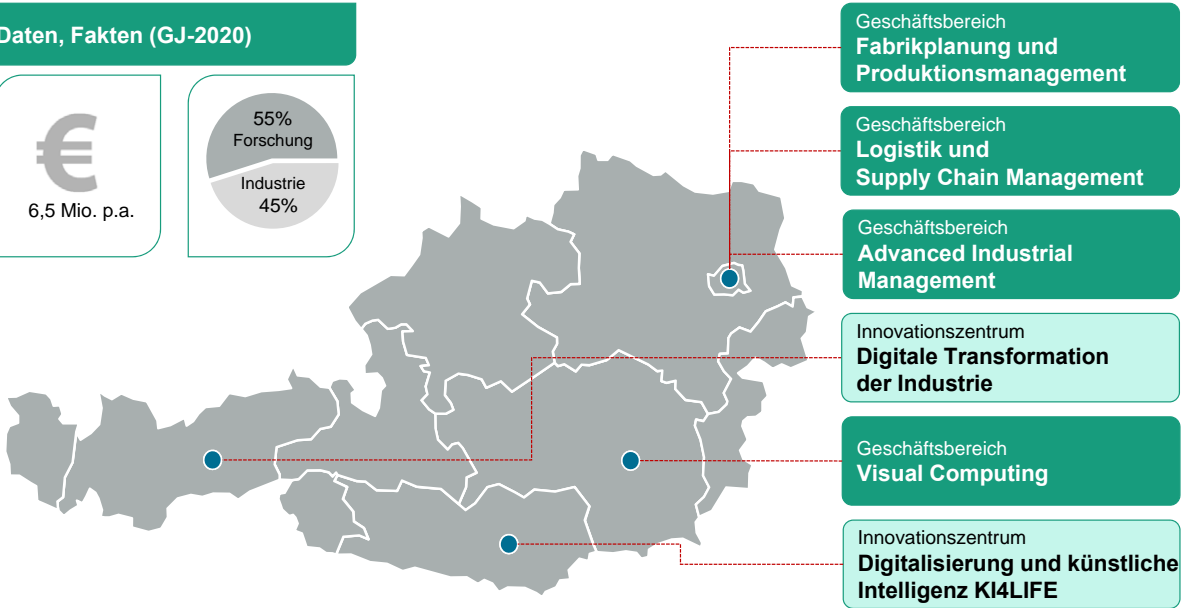 Daten, Fakten (GJ-2020)
€
6,5 Mio. p.a.
55%
Forschung
Industrie
45%
Geschäftsbereich
Fabrikplanung und
Produktionsmanagement
Geschäftsbereich
Logistik und
Supply Chain Management
Geschäftsbereich
Advanced Industrial
Management
Innovationszentrum
Digitale Transformation
der Industrie
Geschäftsbereich
Visual Computing
Innovationszentrum
Digitalisierung und künstliche
Intelligenz KI4LIFE